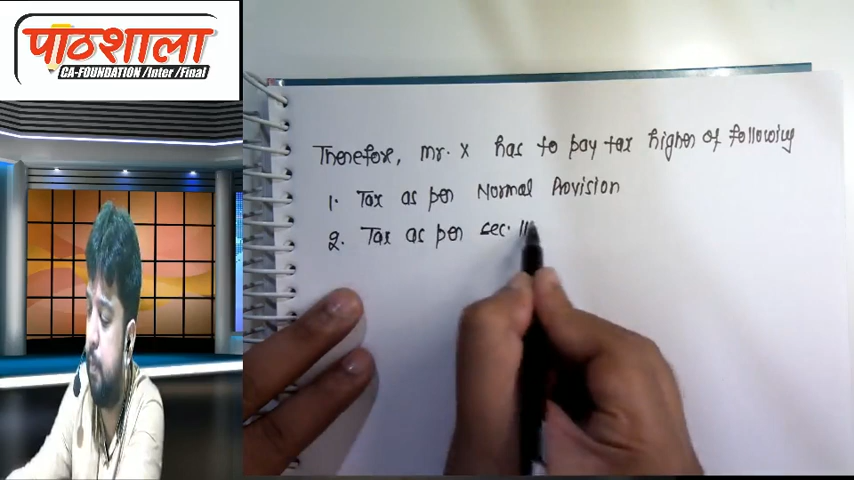 पाठशाला
CA-FOUNDATION /Inter /Final
Therefore, Mr. X has to pay tax higher of following
1. Tax as per Normal Provision
2. Tax as per sec. 11